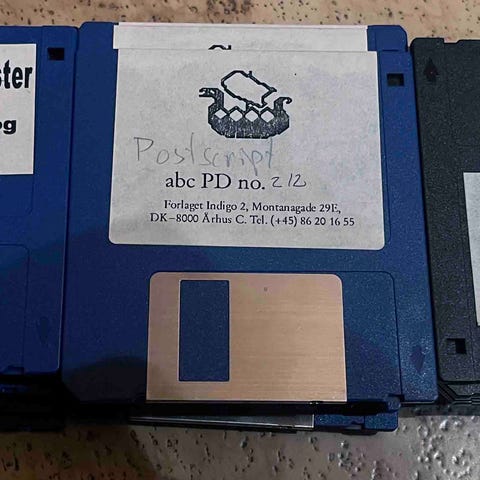 ster
og
Postscript
abc PD no. 212
Forlaget Indigo 2, Montanagade 29E,
DK–8000 Århus C. Tel. (+45) 86 20 16 55